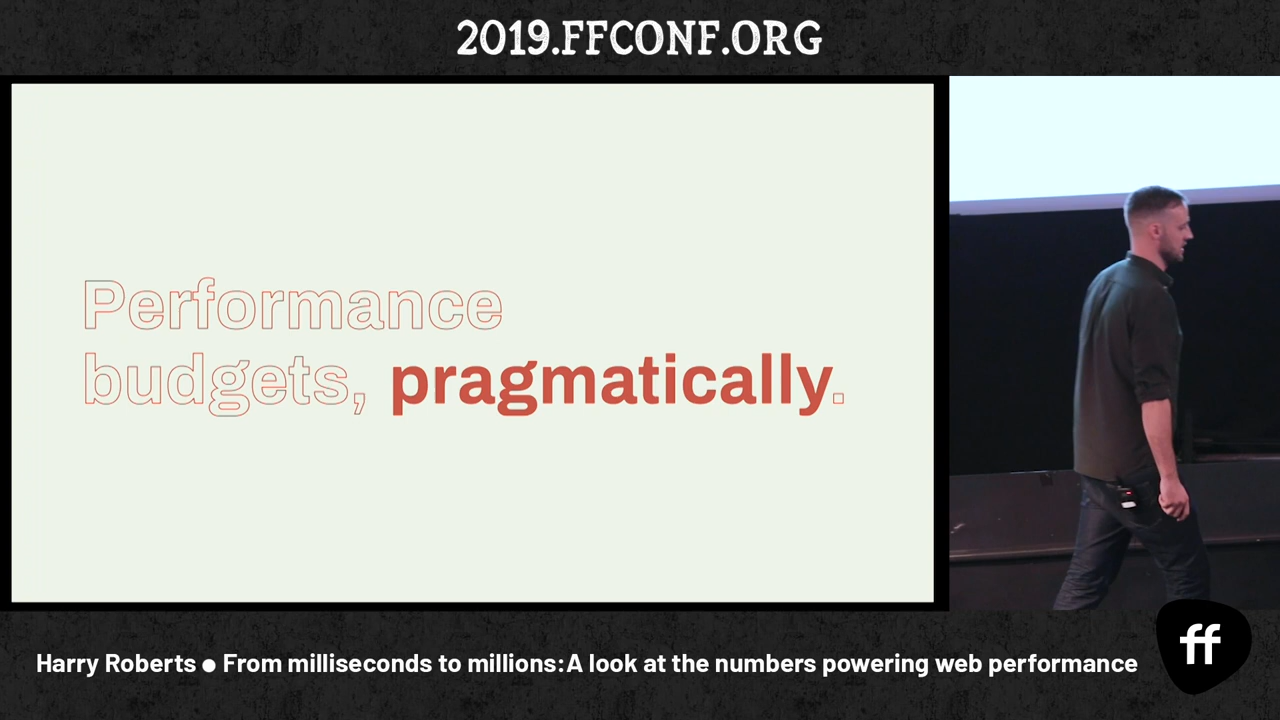 2019.FFCONF.ORG
Performance
budgets, pragmatically.
Harry Roberts ● From milliseconds to millions:A look at the numbers powering web performance
ff